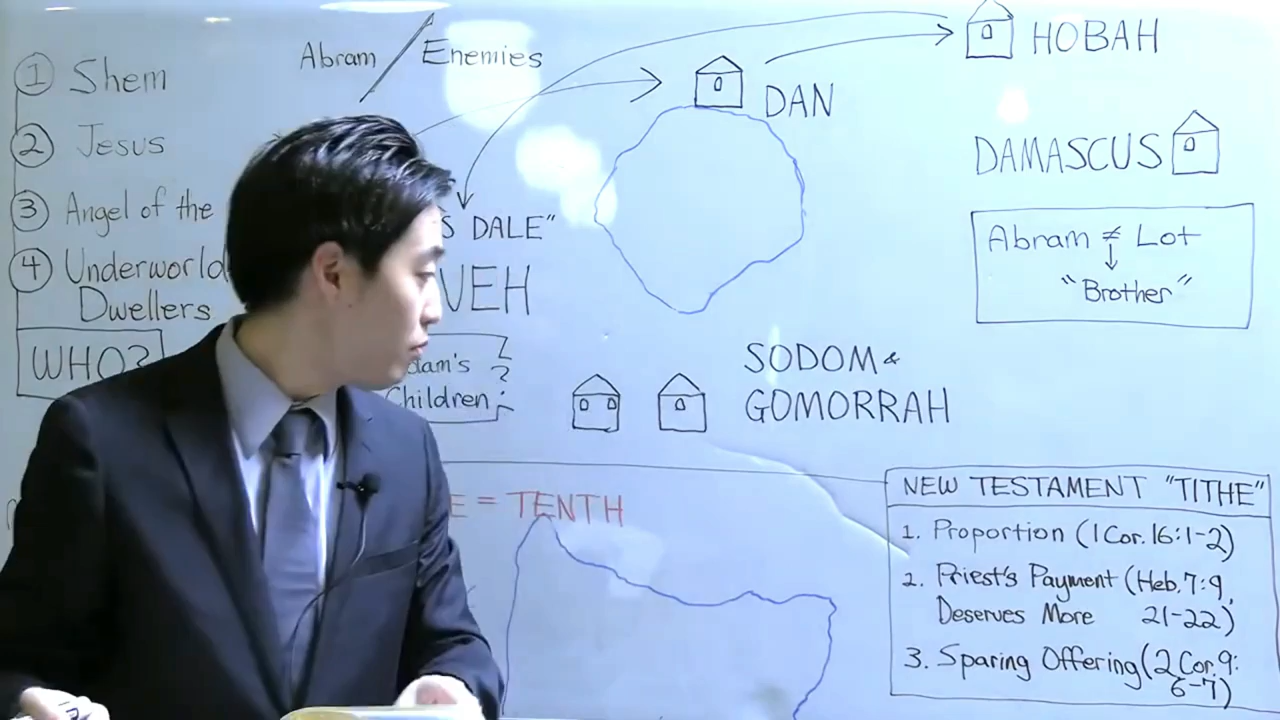 Abram / Enemies
HOBAH
DAN
DAMASCUS
1 Shem
2 Jesus
3 Angel of the
4 Underworld
Dwellers
WHO?
S DALE"
VEH
dam's
Children
?
Abram ≠ Lot
"Brother"
SODOM &
GOMORRAH
E = TENTH
NEW TESTAMENT "TITHE"
1. Proportion (1 Cor. 16:1-2)
2. Priest's Payment (Heb. 7:9,
Deserves More 21-22)
3. Sparing Offering (2 Cor. 9:
6-7)